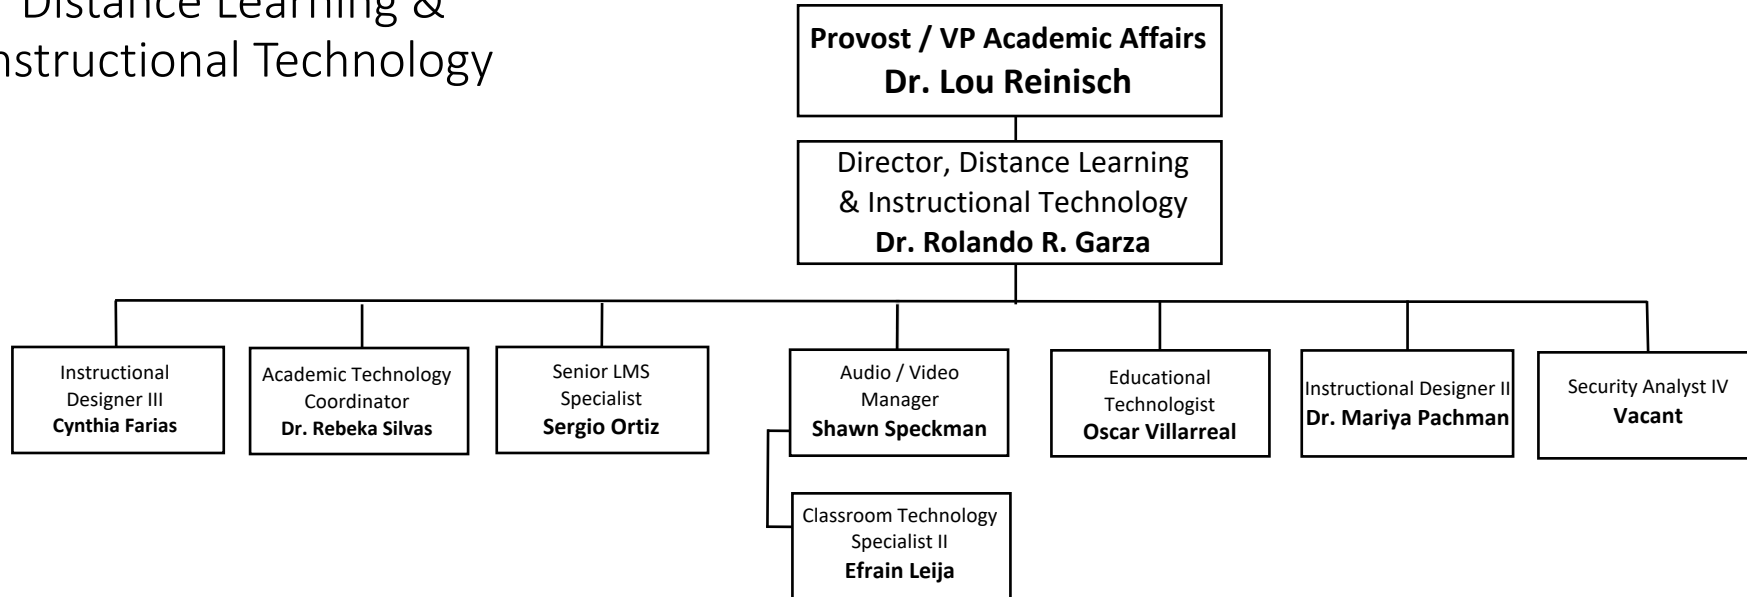 Distance Learning &
nstructional Technology
Provost / VP Academic Affairs
Dr. Lou Reinisch
Director, Distance Learning
& Instructional Technology
Dr. Rolando R. Garza
Instructional
Designer III
Cynthia Farias
Academic Technology
Coordinator
Dr. Rebeka Silvas
Senior LMS
Specialist
Sergio Ortiz
Audio / Video
Manager
Shawn Speckman
Educational
Technologist
Oscar Villarreal
Instructional Designer II
Dr. Mariya Pachman
Security Analyst IV
Vacant
Classroom Technology
Specialist II
Efrain Leija